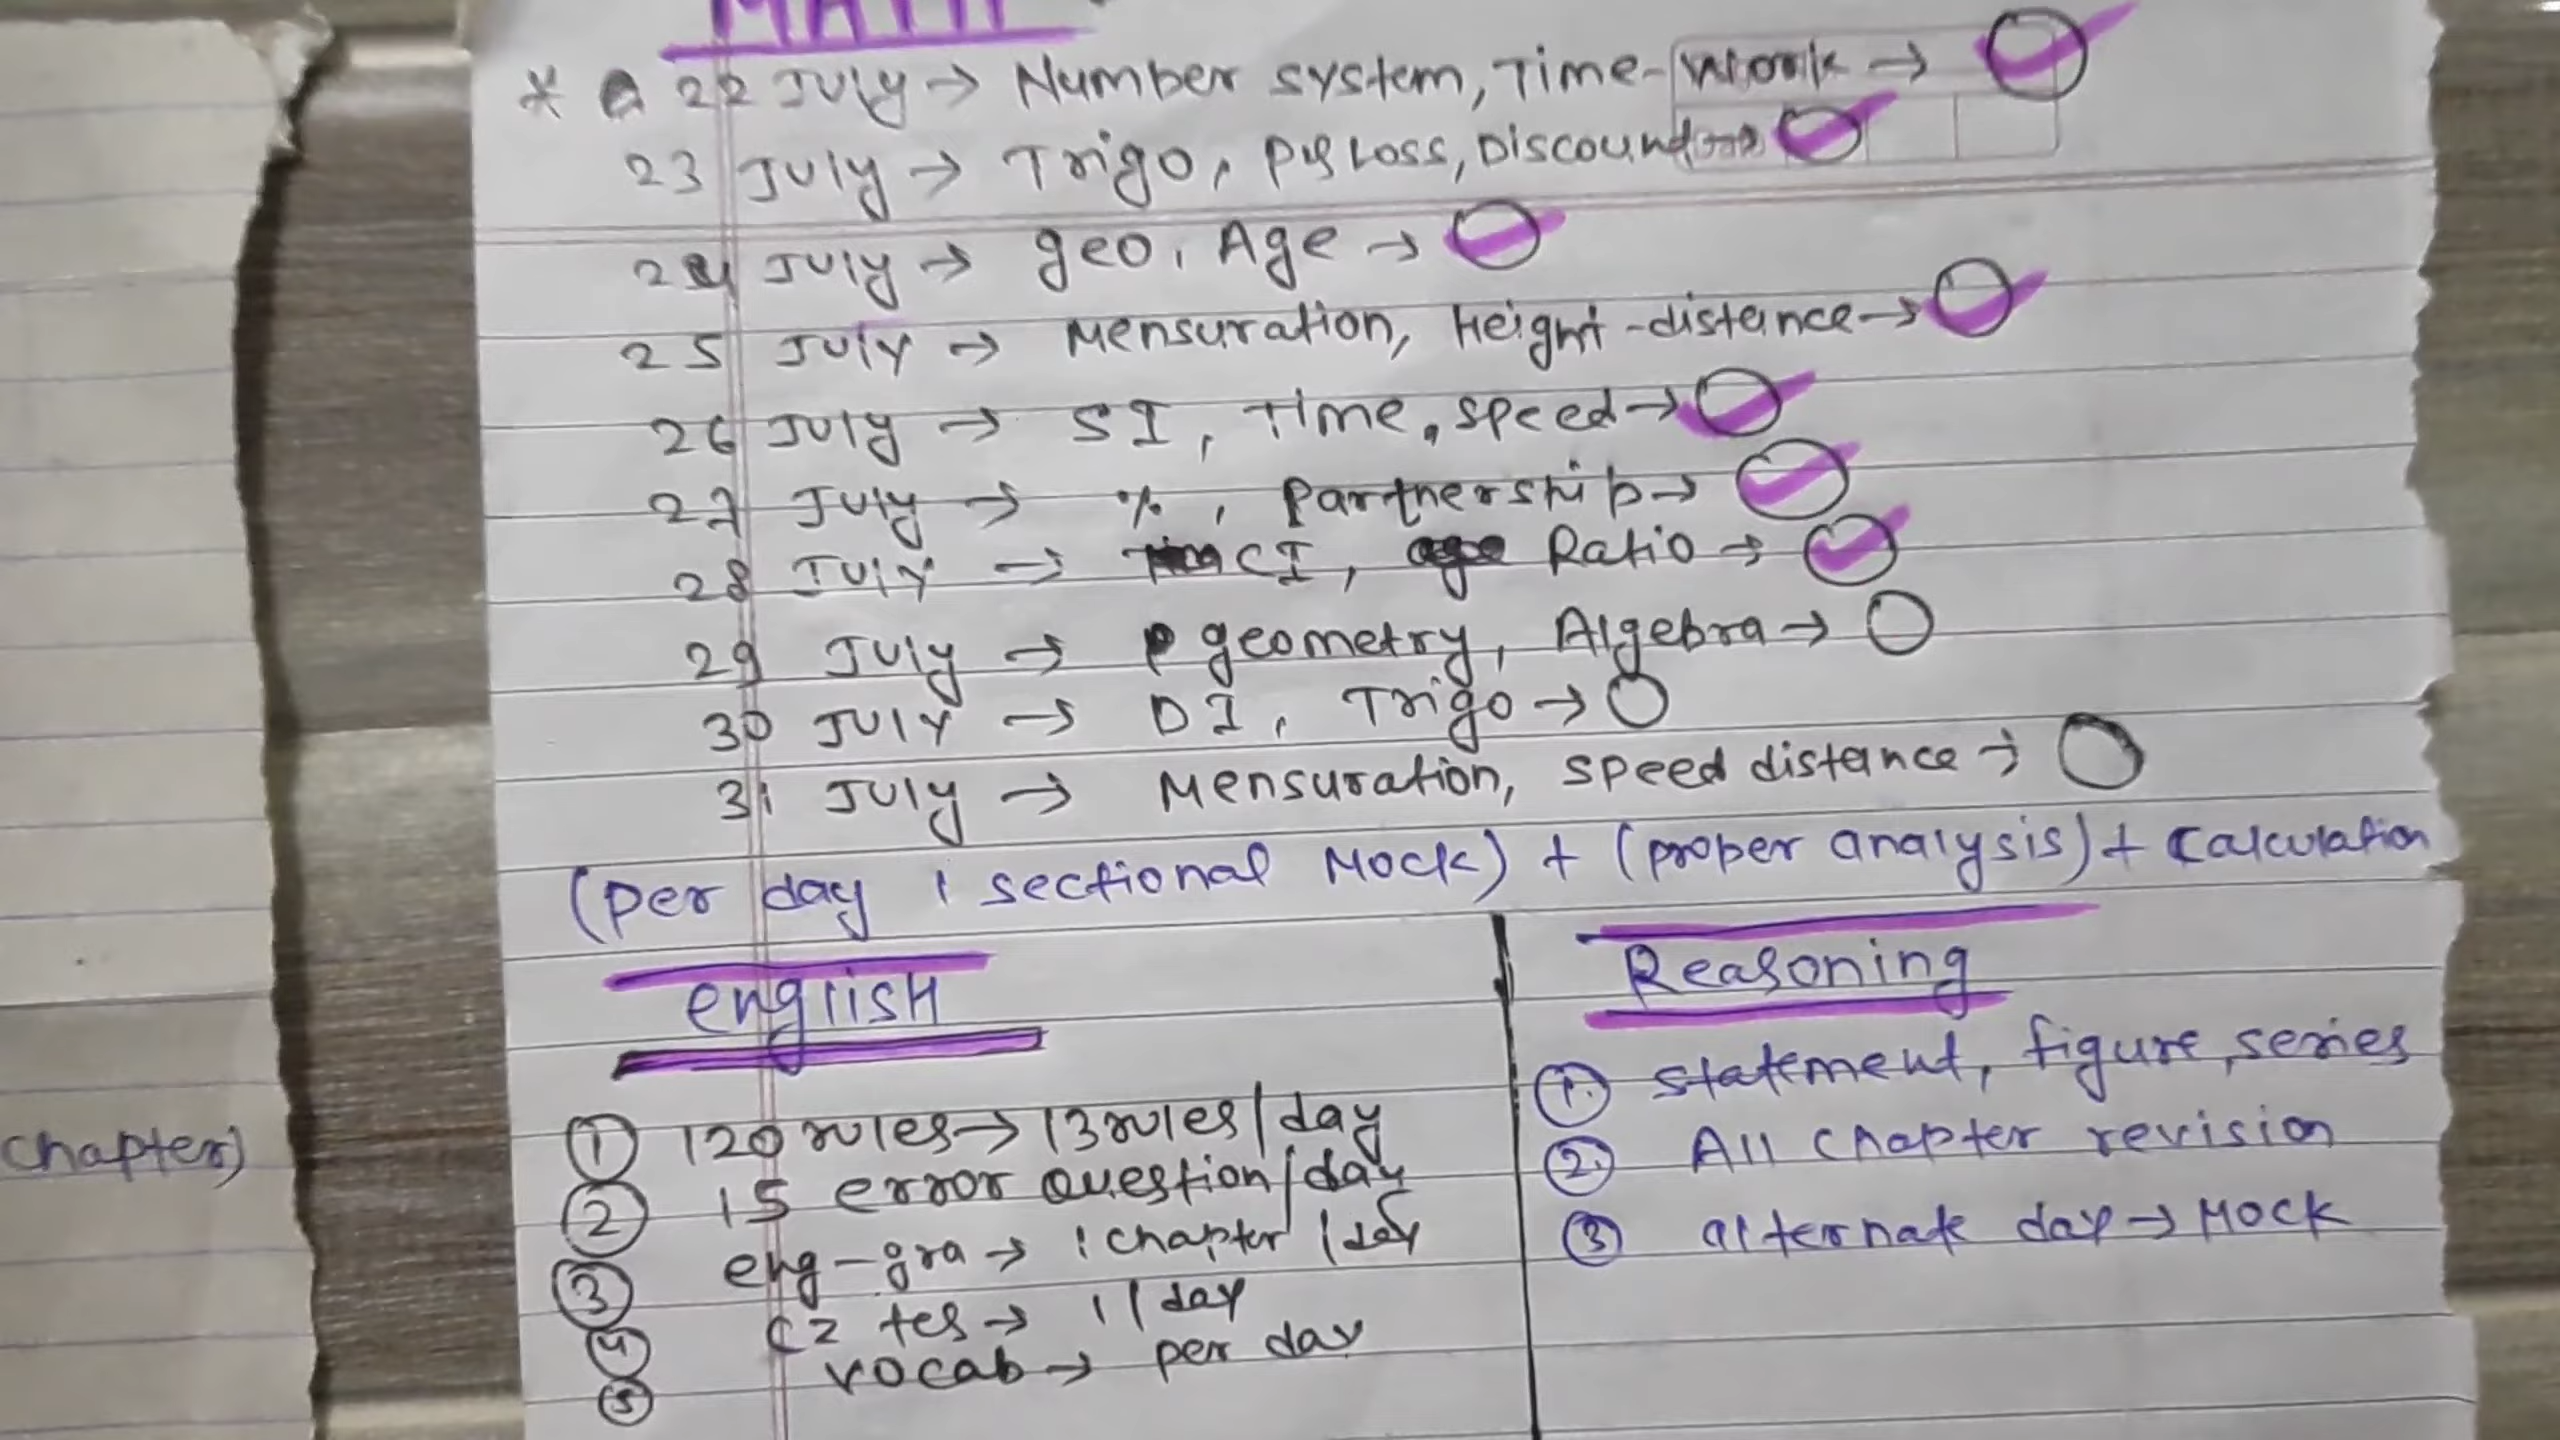 MATH
* 22 July → Number system, Time-Work →
23 July → Trigo, P&Loss, Discound →
24 July → geo, Age →
25 July → Mensuration, Height-distance →
26 July → SI, Time, speed →
27 July → %, Partnership →
28 July → CI, Ratio →
29 July → geometry, Algebra →
30 July → DI, Trigo →
31 July → Mensuration, speed distance →
(per day 1 sectional Mock) + (proper analysis) + Calculation
english
① 120 rules → 13 rules/day
② 15 error question/day
③ eng-gra → 1 chapter/day
④ cz tes → 1/day
⑤ vocab → per day
Reasoning
①. statement, figure, series
②. All Chapter revision
③ alternate day → Mock
chapter)